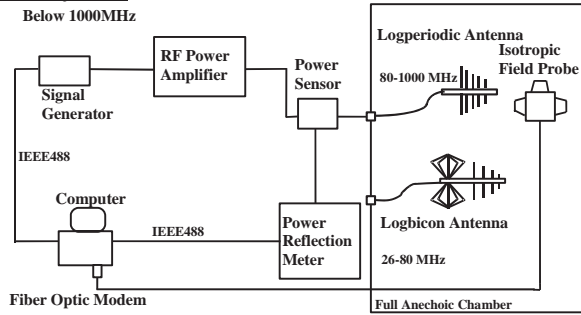 Below 1000MHz
RF Power
Amplifier
Signal
Generator
Power
Sensor
Logperiodic Antenna
80-1000 MHz
Isotropic
Field Probe
IEEE488
Computer
IEEE488
Power
Reflection
Meter
Logbicon Antenna
26-80 MHz
Fiber Optic Modem
Full Anechoic Chamber